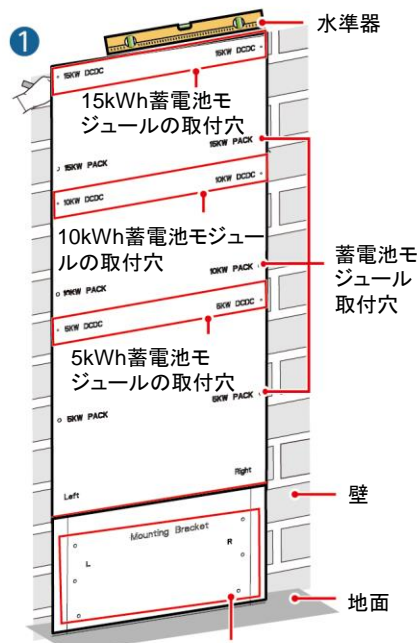 1
水準器
15KW DCDC
15KW DCDC
15kWh蓄電池モ
ジュールの取付穴
15KW PACK
15KW PACK
10KW DCDC
10KW DCDC
10kWh蓄電池モジュー
ルの取付穴
蓄電池モ
ジュール
取付穴
10KW PACK
10KW PACK
5KW DCDC
5KW DCDC
5kWh蓄電池モ
ジュールの取付穴
5KW PACK
5KW PACK
Left
Right
壁
Mounting Bracket
L
R
地面